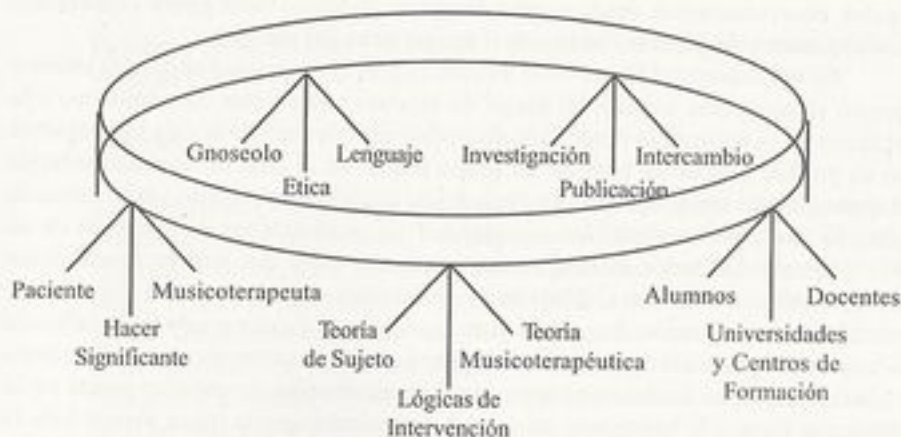 Gnoseolo
Lenguaje
Etica
Investigación
Intercambio
Publicación
Paciente
Musicoterapeuta
Hacer
Significante
Teoría
de Sujeto
Teoría
Musicoterapéutica
Lógicas de
Intervención
Alumnos
Docentes
Universidades
y Centros de
Formación